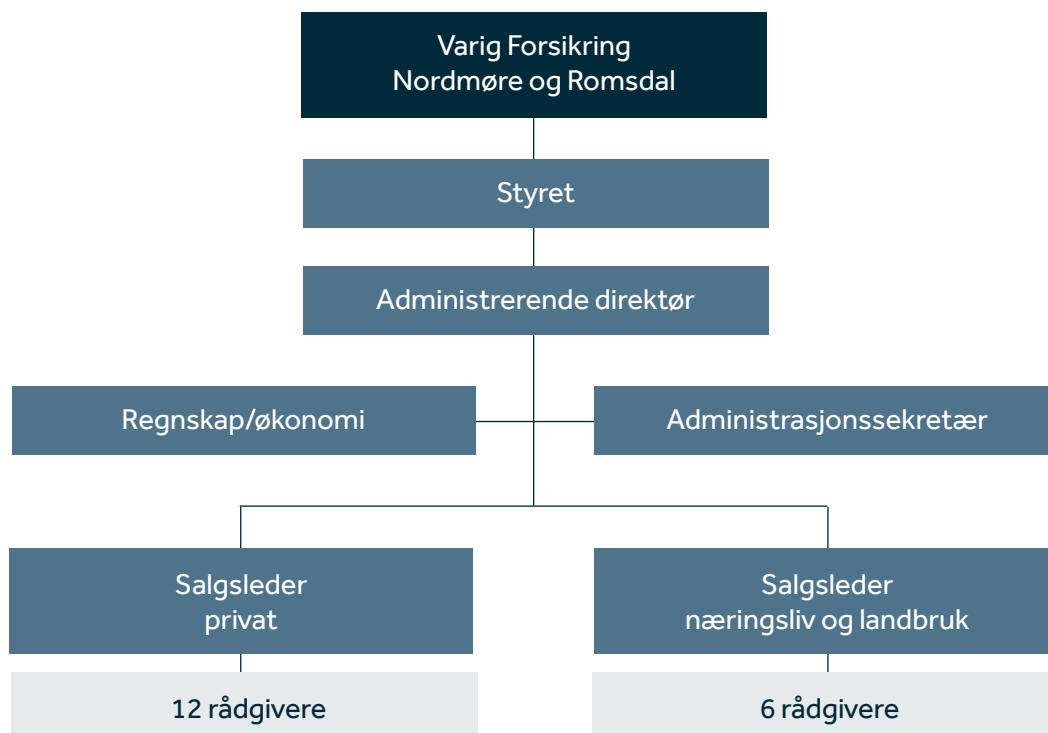 Varig Forsikring
Nordmøre og Romsdal
Styret
Administrerende direktør
Regnskap/økonomi
Administrasjonssekretær
Salgsleder
privat
Salgsleder
næringsliv og landbruk
12 rådgivere
6 rådgivere